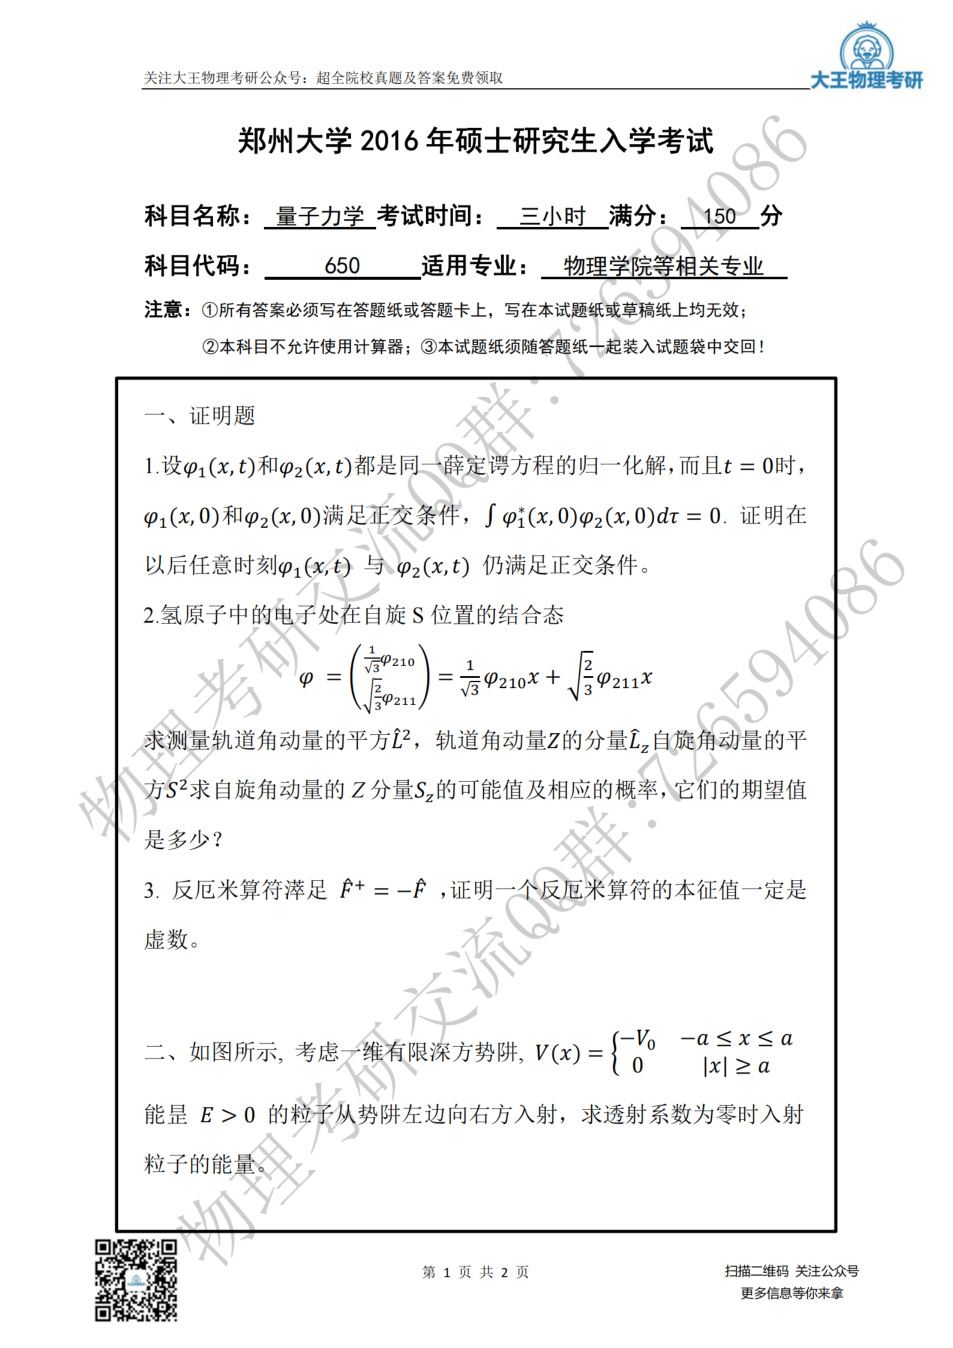 关注大王物理考研公众号：超全院校真题及答案免费领取
大王物理考研
郑州大学 2016 年硕士研究生入学考试
科目名称： 量子力学 考试时间： 三小时 满分： 150 分
科目代码： 650 适用专业： 物理学院等相关专业
注意：①所有答案必须写在答题纸或答题卡上，写在本试题纸或草稿纸上均无效；
②本科目不允许使用计算器；③本试题纸须随答题纸一起装入试题袋中交回！
一、证明题
1.设φ₁(x,t)和φ₂(x,t)都是同一薛定谔方程的归一化解,而且t = 0时,
φ₁(x,0)和φ₂(x,0)满足正交条件，∫ φ₁*(x,0)φ₂(x,0)dτ = 0. 证明在
以后任意时刻φ₁(x,t) 与 φ₂(x,t) 仍满足正交条件。
2.氢原子中的电子处在自旋 S 位置的结合态
φ = (1/√3 φ₂₁₀ √(2/3) φ₂₁₁) = 1/√3 φ₂₁₀x + √(2/3) φ₂₁₁x
求测量轨道角动量的平方L̂²，轨道角动量Z的分量L̂_z自旋角动量的平
方S²求自旋角动量的 Z 分量S_z的可能值及相应的概率,它们的期望值
是多少?
3. 反厄米算符滓足 F̂⁺ = −F̂ ,证明一个反厄米算符的本征值一定是
虚数。
二、如图所示, 考虑一维有限深方势阱, V(x) = { −V₀ −a ≤ x ≤ a 0 |x| ≥ a
能昰 E > 0 的粒子从势阱左边向右方入射，求透射系数为零时入射
粒子的能量。
物理考研交流QQ群:726594086
物理考研交流QQ群:726594086
第 1 页 共 2 页
扫描二维码 关注公众号
更多信息等你来拿